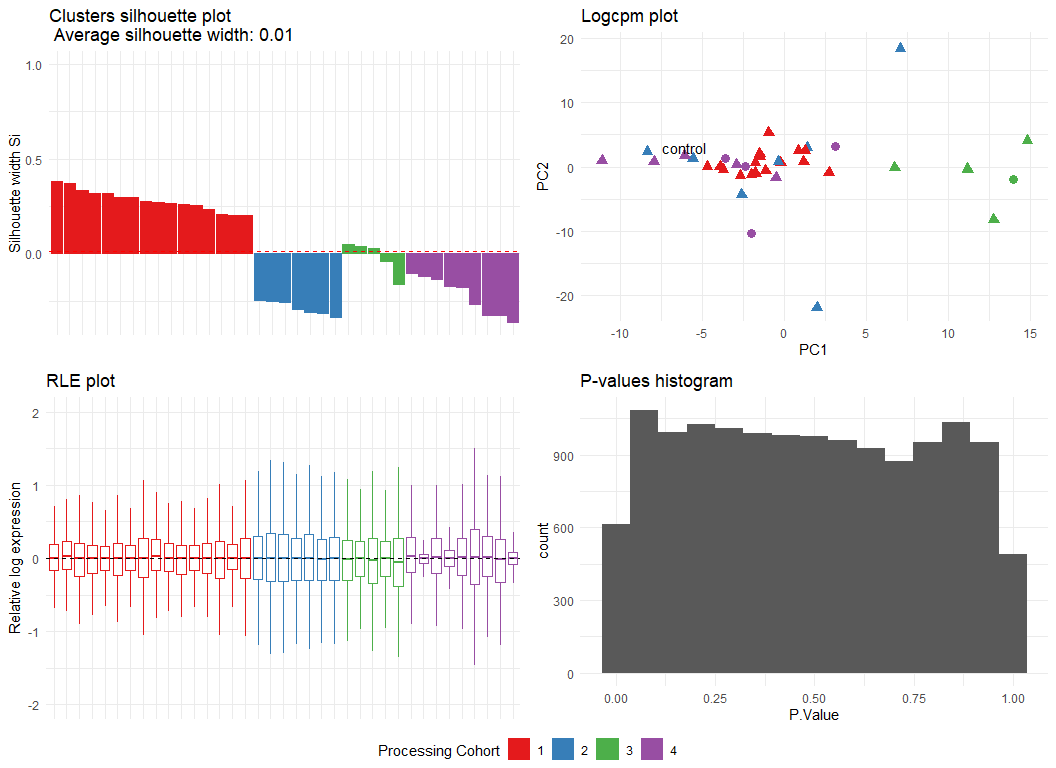 Clusters silhouette plot
Average silhouette width: 0.01
1.0
0.5
0.0
Silhouette width Si
Logcpm plot
20
10
0
-10
-20
PC2
control
-10
-5
0
5
10
15
PC1
RLE plot
2
1
0
-1
-2
Relative log expression
P-values histogram
900
600
300
0
count
0.00
0.25
0.50
0.75
1.00
P.Value
Processing Cohort 1 2 3 4